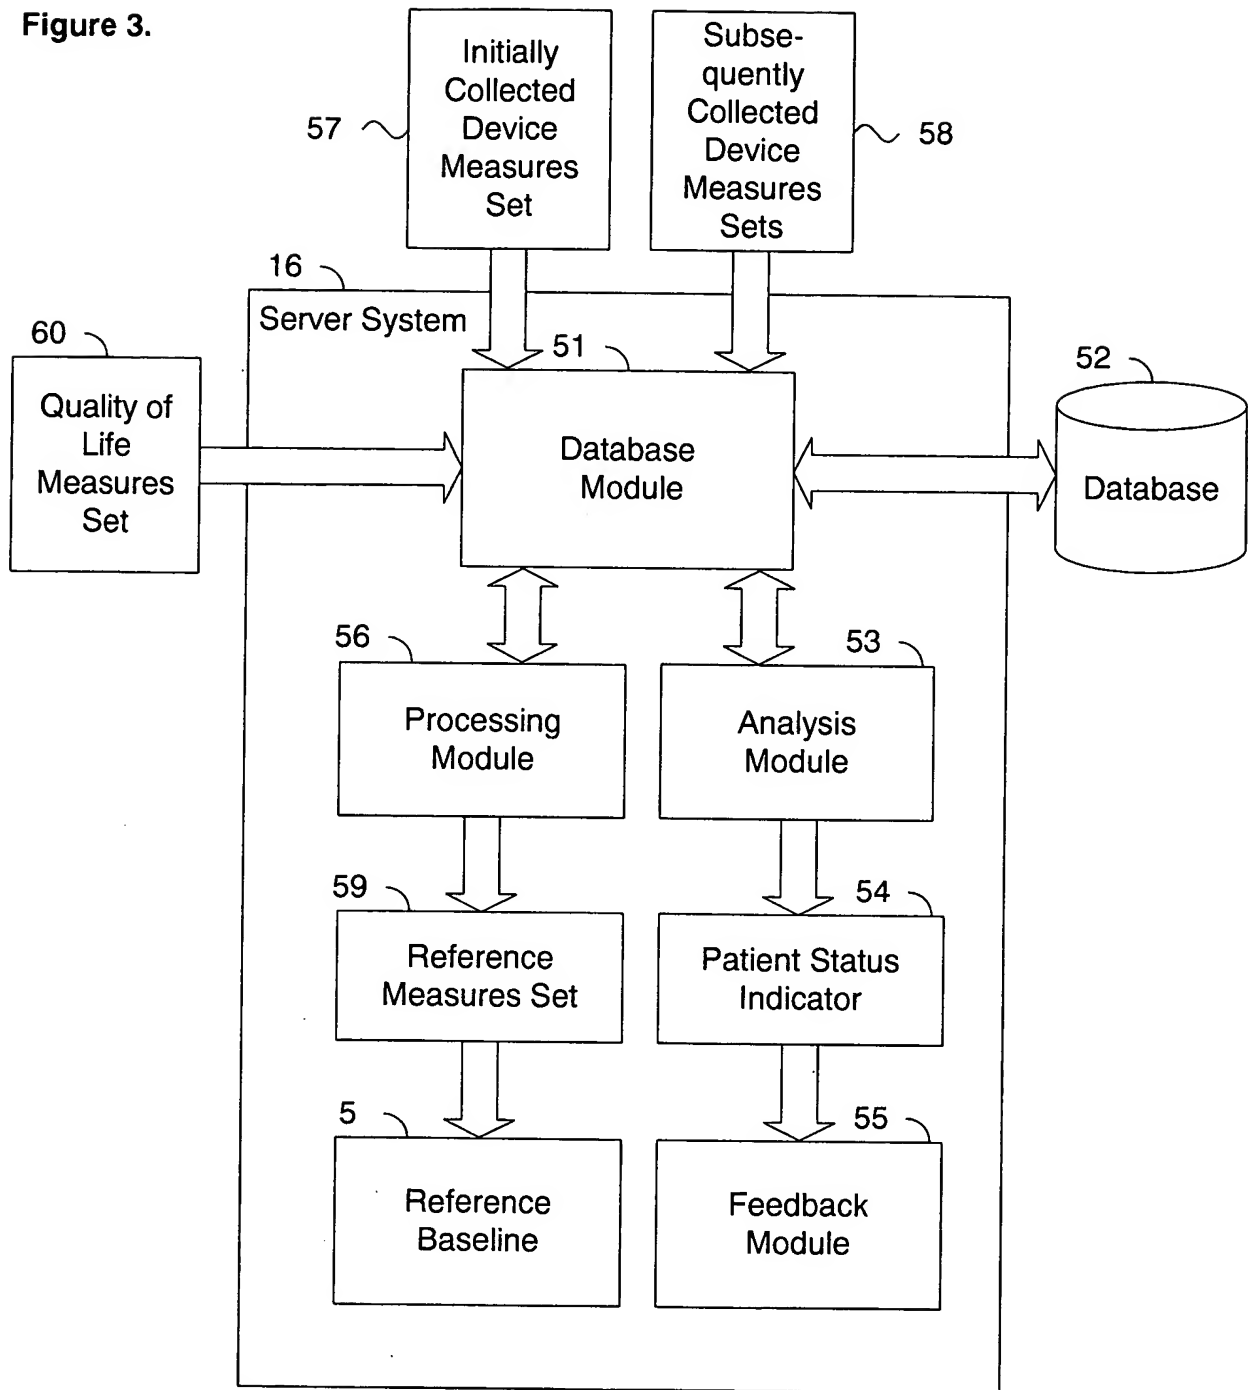 Figure 3.
Initially
Collected
Device
Measures
Set
57
Subse-
quently
Collected
Device
Measures
Sets
58
16
Server System
60
Quality of
Life
Measures
Set
51
Database
Module
52
Database
56
Processing
Module
53
Analysis
Module
59
Reference
Measures Set
54
Patient Status
Indicator
5
Reference
Baseline
55
Feedback
Module